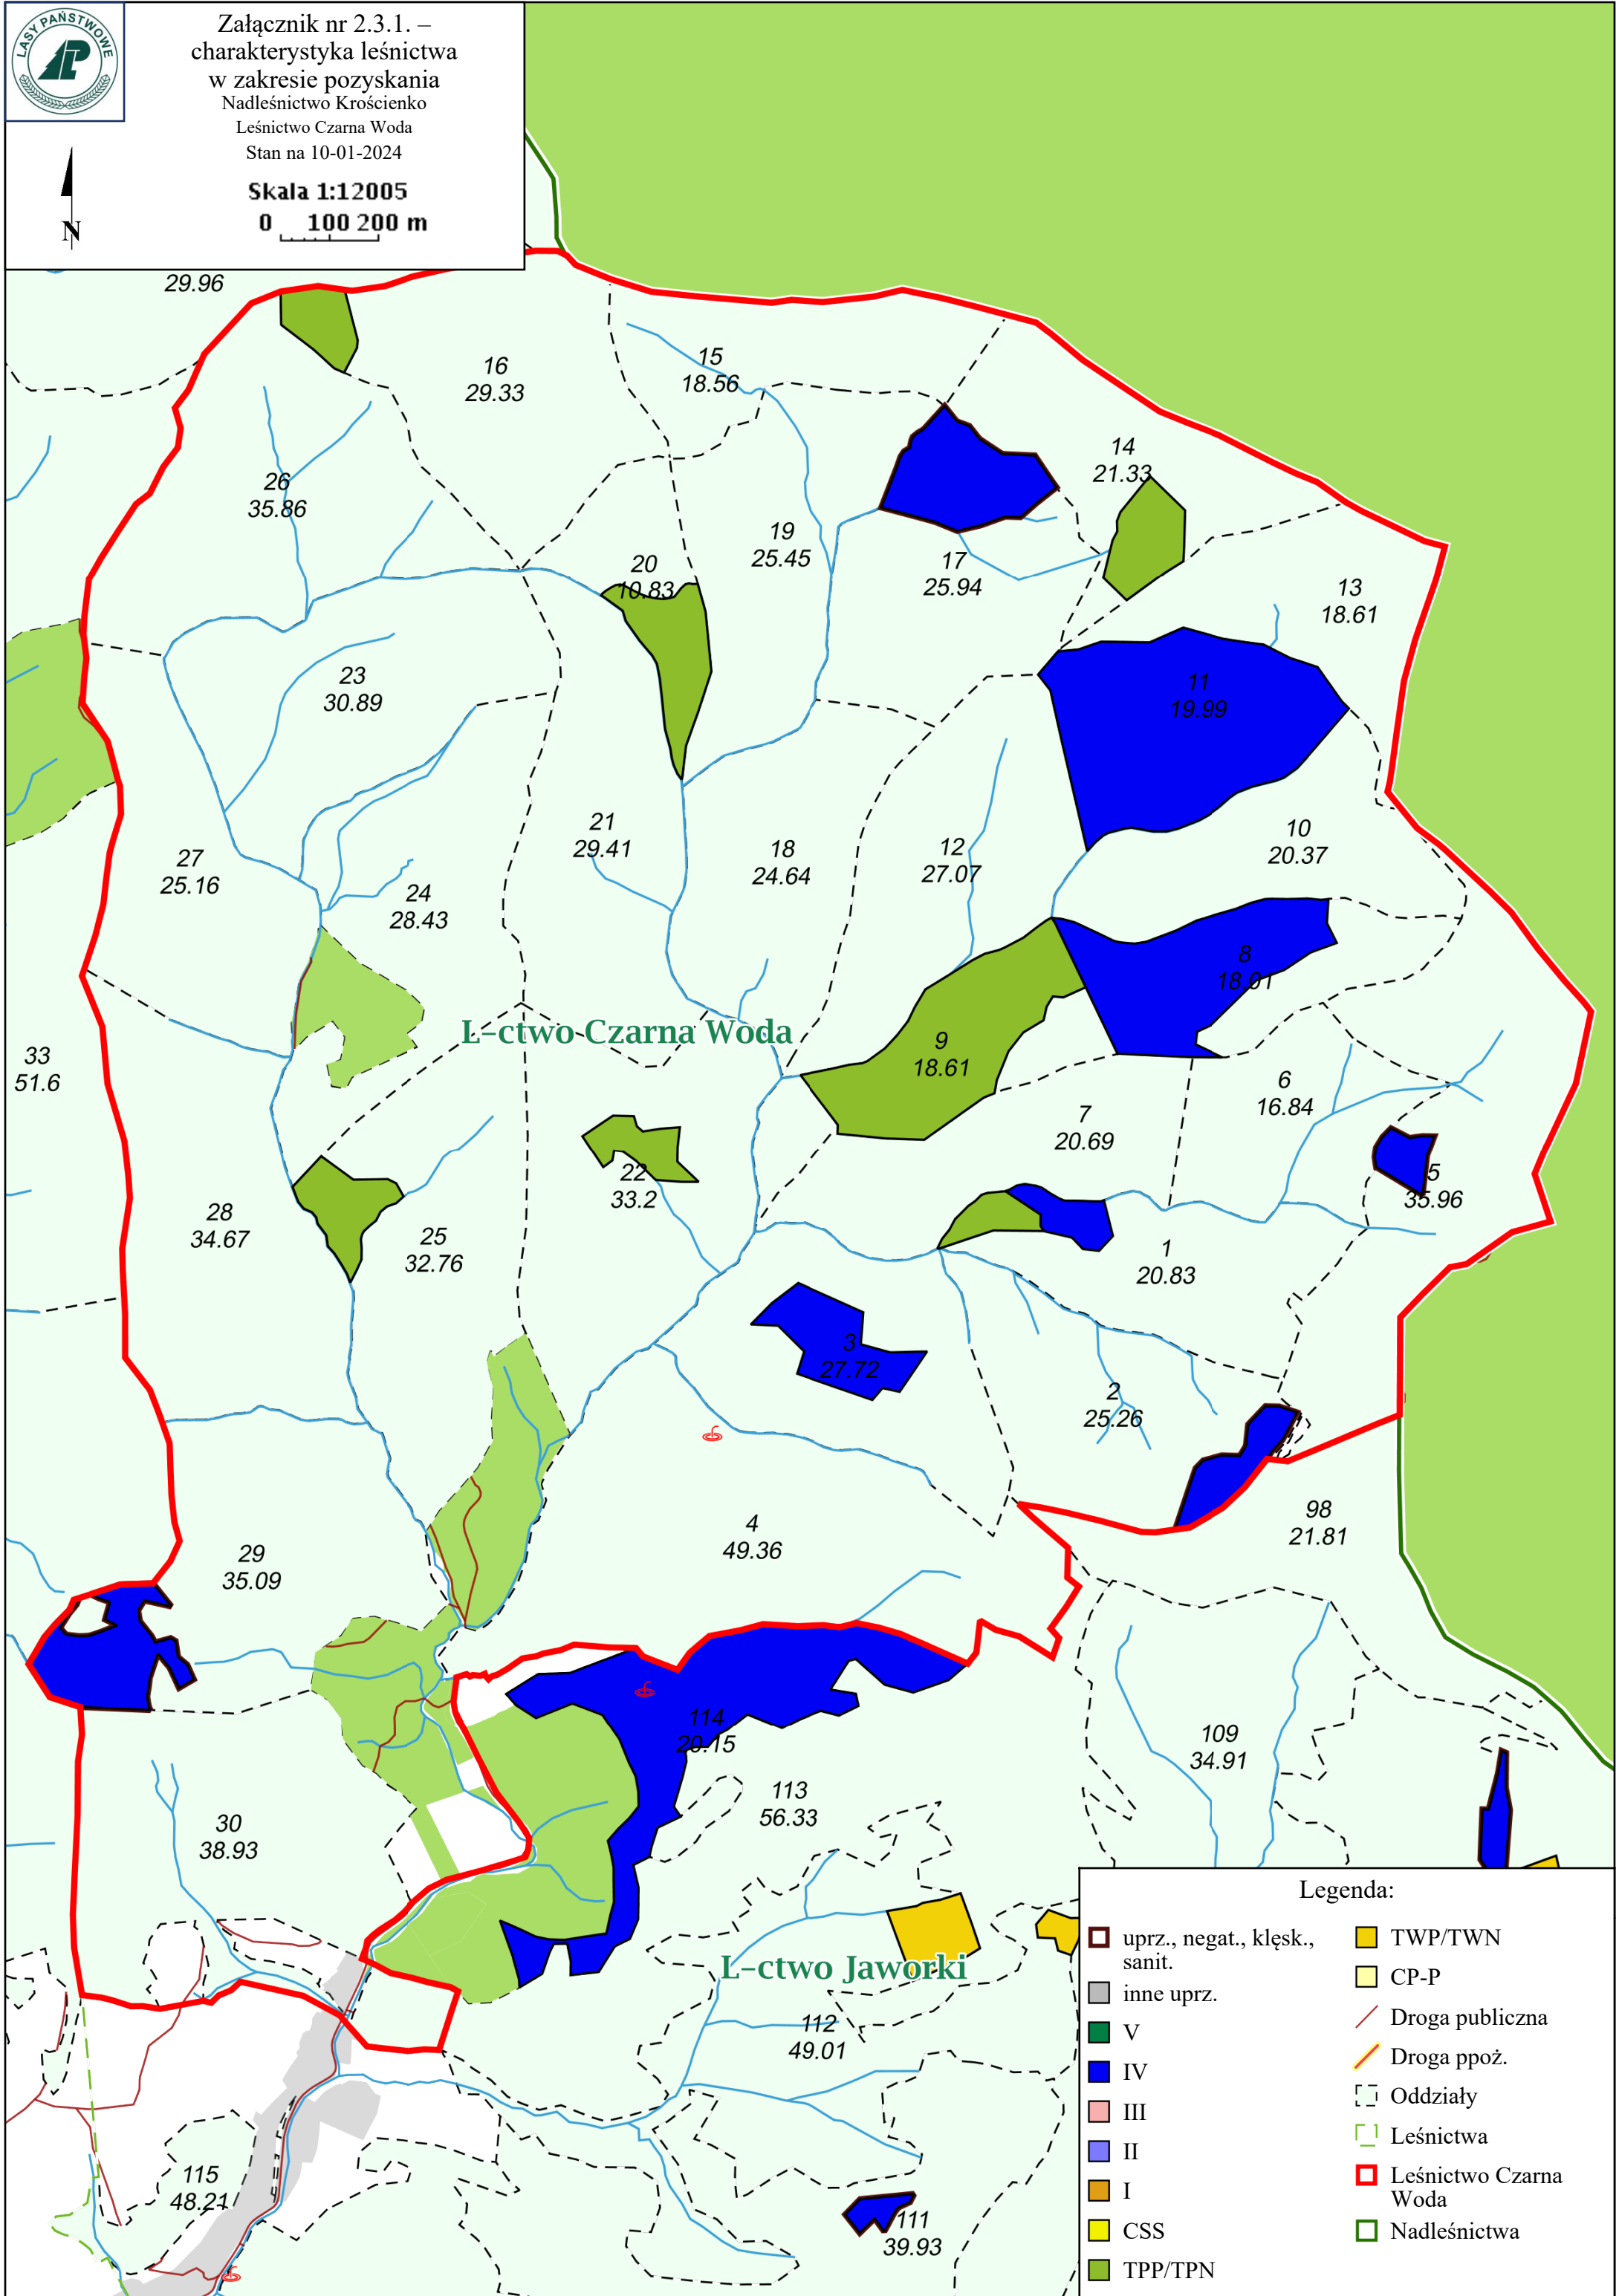 LASY PAŃSTWOWE
Załącznik nr 2.3.1. –
charakterystyka leśnictwa
w zakresie pozyskania
Nadleśnictwo Krościenko
Leśnictwo Czarna Woda
Stan na 10-01-2024
Skala 1:12005
0 100 200 m
N
29.96
16
29.33
15
18.56
14
21.33
26
35.86
19
25.45
20
10.83
17
25.94
13
18.61
23
30.89
11
19.99
21
29.41
18
24.64
12
27.07
10
20.37
27
25.16
24
28.43
8
18.01
L-ctwo Czarna Woda
9
18.61
33
51.6
6
16.84
7
20.69
22
33.2
5
35.96
28
34.67
25
32.76
1
20.83
3
27.72
2
25.26
98
21.81
4
49.36
29
35.09
114
20.15
109
34.91
113
56.33
30
38.93
L-ctwo Jaworki
112
49.01
115
48.21
111
39.93
Legenda:
uprz., negat., klęsk.,
sanit.
inne uprz.
V
IV
III
II
I
CSS
TPP/TPN
TWP/TWN
CP-P
Droga publiczna
Droga ppoż.
Oddziały
Leśnictwa
Leśnictwo Czarna
Woda
Nadleśnictwa